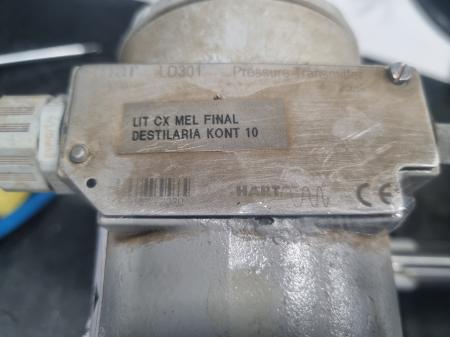 LD301 Pressure Transmitter
LIT CX MEL FINAL
DESTILARIA KONT 10
HART
CE